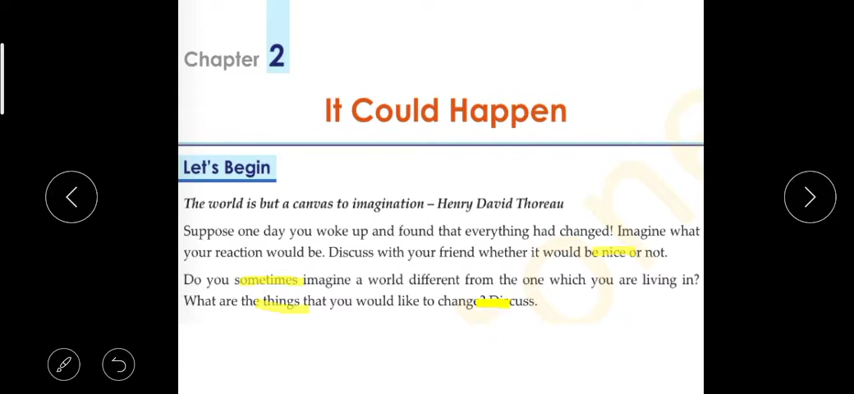 Chapter 2
It Could Happen
Let's Begin
The world is but a canvas to imagination – Henry David Thoreau
Suppose one day you woke up and found that everything had changed! Imagine what
your reaction would be. Discuss with your friend whether it would be nice or not.
Do you sometimes imagine a world different from the one which you are living in?
What are the things that you would like to change? Discuss.